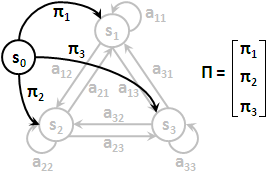 π₁
a₁₁
s₁
s₀
π₃
a₁₂
a₂₁
a₁₃
a₃₁
π₂
s₂
a₃₂
a₂₃
s₃
a₂₂
a₃₃
Π =
π₁
π₂
π₃